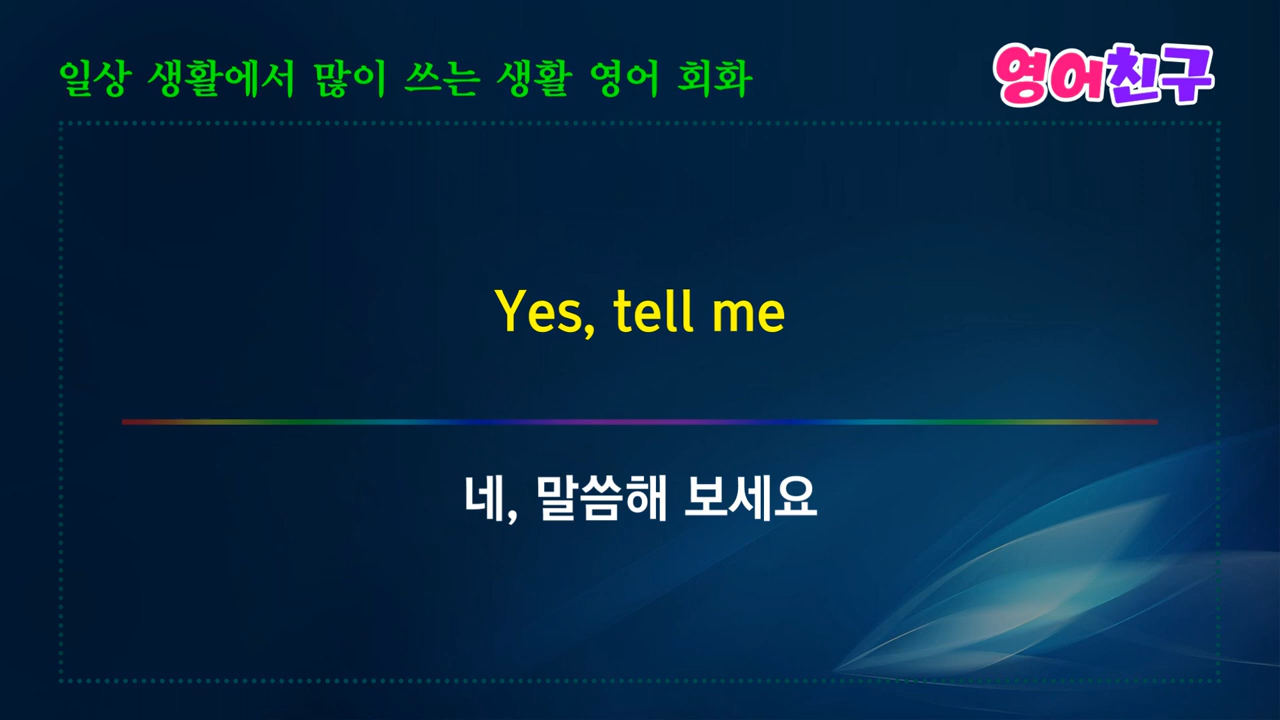 일상 생활에서 많이 쓰는 생활 영어 회화
영어친구
Yes, tell me
네, 말씀해 보세요